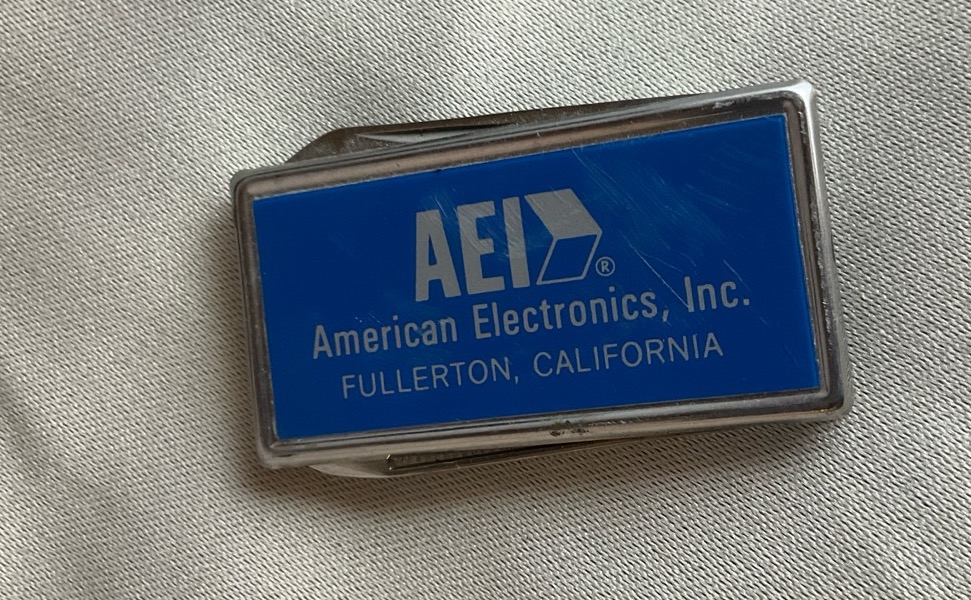 AEI®
American Electronics, Inc.
FULLERTON, CALIFORNIA